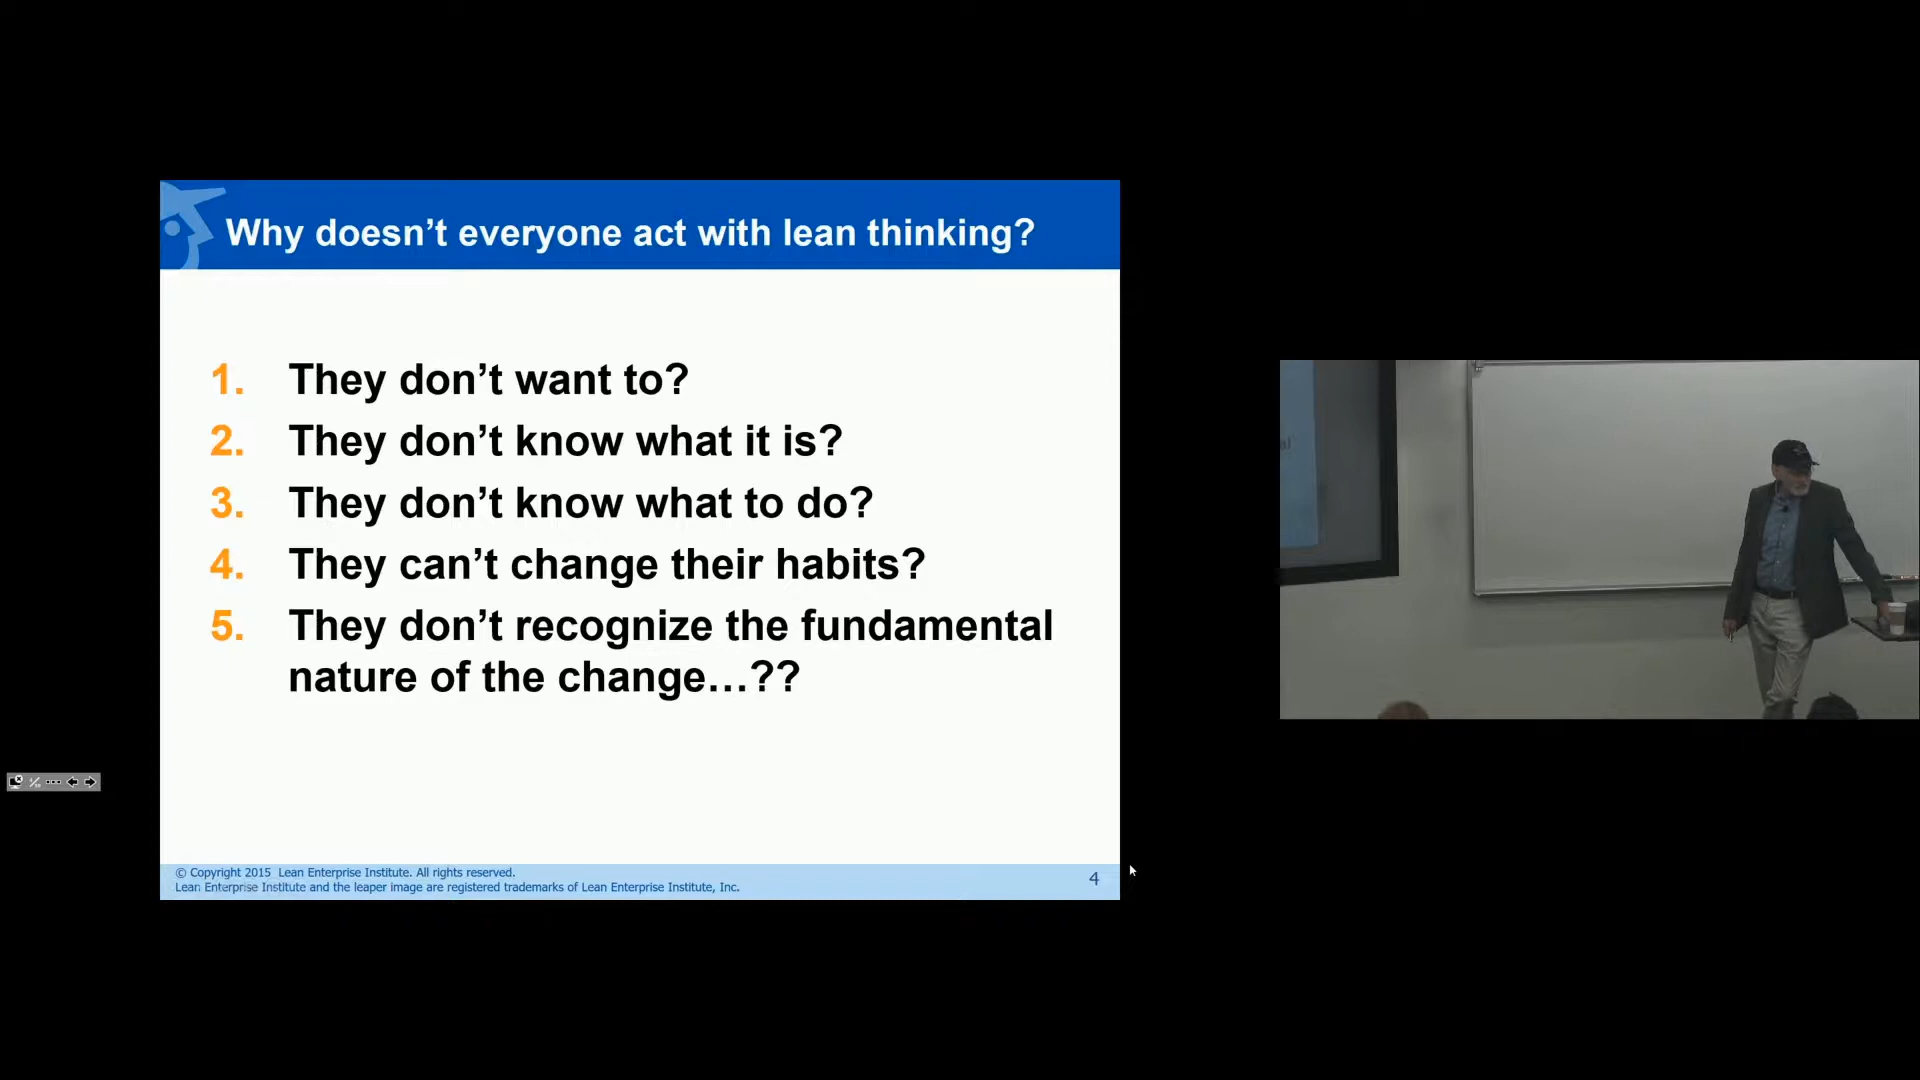 Why doesn’t everyone act with lean thinking?
1. They don’t want to?
2. They don’t know what it is?
3. They don’t know what to do?
4. They can’t change their habits?
5. They don’t recognize the fundamental
nature of the change…??
© Copyright 2015 Lean Enterprise Institute. All rights reserved.
Lean Enterprise Institute and the leaper image are registered trademarks of Lean Enterprise Institute, Inc.
4